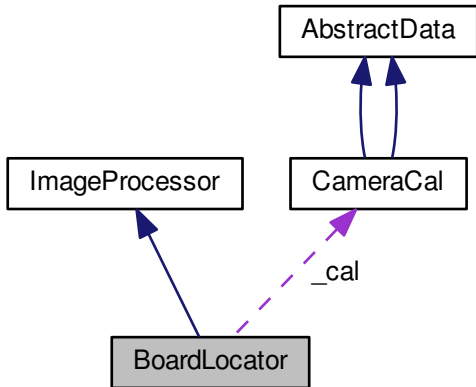 AbstractData
ImageProcessor
CameraCal
_cal
BoardLocator